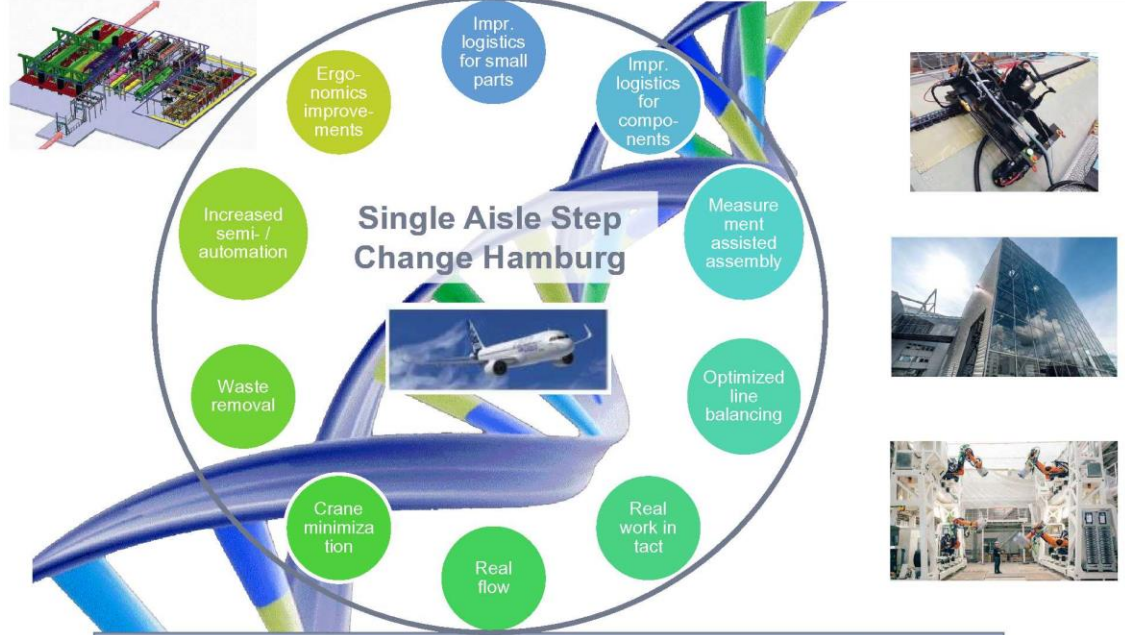 Impr.
logistics
for small
parts
Impr.
logistics
for
compo-
nents
Measure
ment
assisted
assembly
Optimized
line
balancing
Real
work in
tact
Real
flow
Crane
minimiza
tion
Waste
removal
Increased
semi- /
automation
Ergo-
nomics
improve-
ments
Single Aisle Step
Change Hamburg